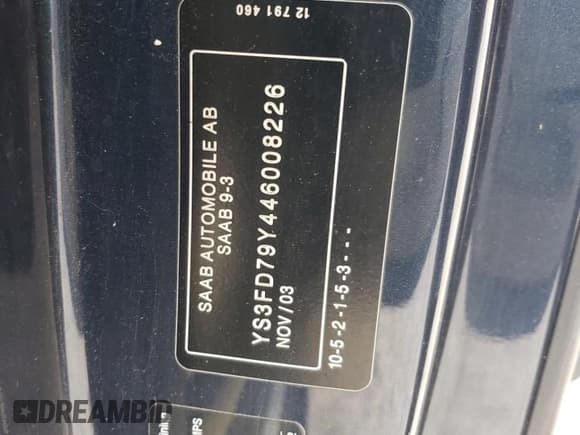 12 791 460
SAAB AUTOMOBILE AB
SAAB 9-3
YS3FD79Y446008226
NOV/03
10-5-2-1-5-3---
DREAMBID